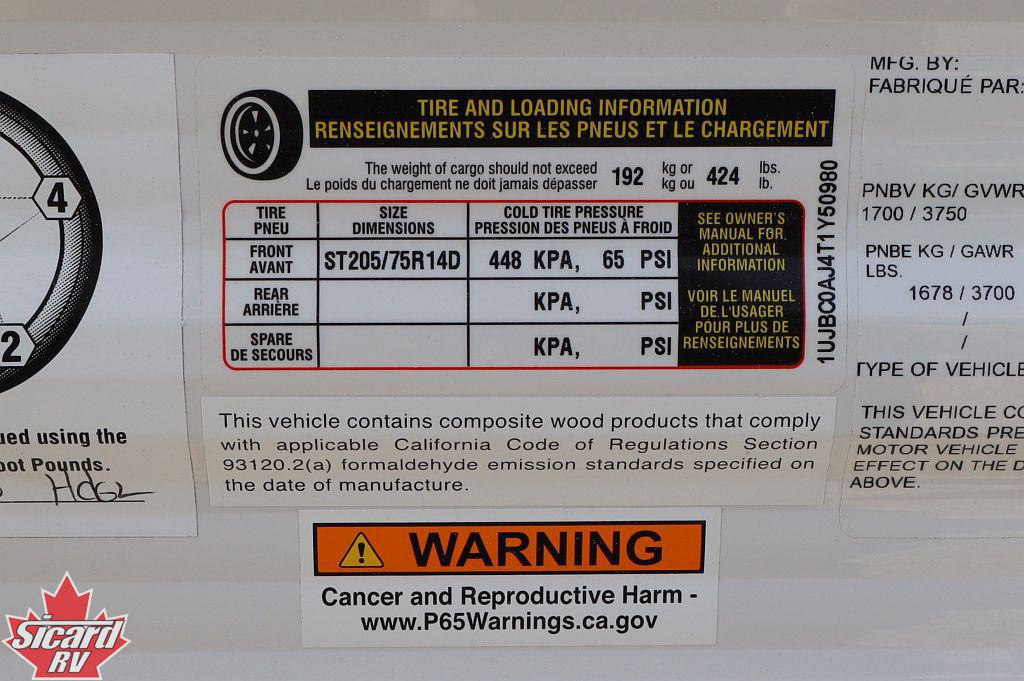 4
2
ued using the
oot Pounds.
TIRE AND LOADING INFORMATION
RENSEIGNEMENTS SUR LES PNEUS ET LE CHARGEMENT
The weight of cargo should not exceed 192 kg or 424 lbs.
Le poids du chargement ne doit jamais dépasser kg ou lb.
TIRE SIZE COLD TIRE PRESSURE
PNEU DIMENSIONS PRESSION DES PNEUS À FROID
FRONT
AVANT ST205/75R14D 448 KPA, 65 PSI
REAR
ARRIÈRE KPA, PSI
SPARE
DE SECOURS KPA, PSI
SEE OWNER'S
MANUAL FOR
ADDITIONAL
INFORMATION
VOIR LE MANUEL
DE L'USAGER
POUR PLUS DE
RENSEIGNEMENTS
1UJBC0AJ4T1Y50980
This vehicle contains composite wood products that comply
with applicable California Code of Regulations Section
93120.2(a) formaldehyde emission standards specified on
the date of manufacture.
WARNING
Cancer and Reproductive Harm -
www.P65Warnings.ca.gov
MFG. BY:
FABRIQUÉ PAR:
PNBV KG/ GVWR
1700 / 3750
PNBE KG / GAWR
LBS.
1678 / 3700
/
/
TYPE OF VEHICLE
THIS VEHICLE CO
STANDARDS PRE
MOTOR VEHICLE
EFFECT ON THE D
ABOVE.
Sicard
RV